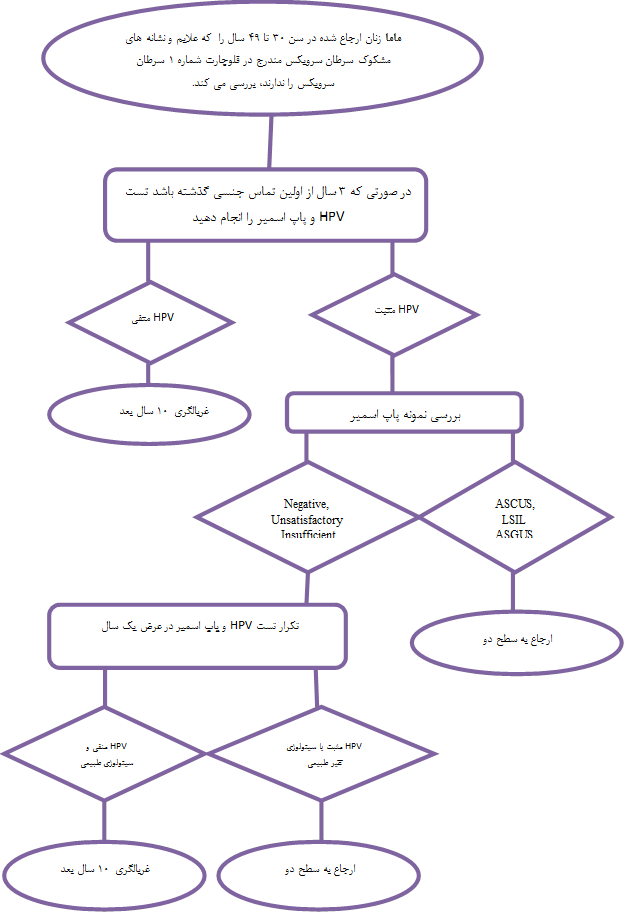 ماما زنان ارجاع شده در سن ۳۰ تا ۴۹ سال را که علایم و نشانه های
مشکوک سرطان سرویکس مندرج در فلوچارت شماره ۱ سرطان
سرویکس را ندارند، بررسی می کند.
در صورتی که ۳ سال از اولین تماس جنسی گذشته باشد تست
HPV و پاپ اسمیر را انجام دهید
HPV مثبت
HPV منفی
غربالگری ۱۰ سال بعد
بررسی نمونه پاپ اسمیر
Negative,
Unsatisfactory
Insufficient
ASCUS,
LSIL
ASGUS
تکرار تست HPV و پاپ اسمیر در عرض یک سال
ارجاع به سطح دو
HPV منفی و
سیتولوژی طبیعی
HPV مثبت یا سیتولوژی
غیر طبیعی
غربالگری ۱۰ سال بعد
ارجاع به سطح دو